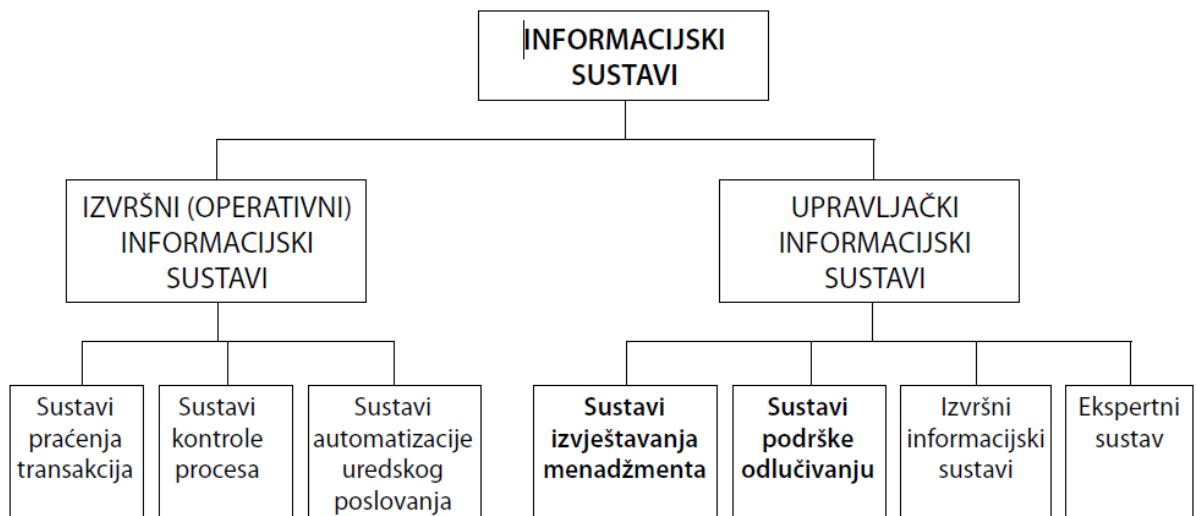 INFORMACIJSKI
SUSTAVI
IZVRŠNI (OPERATIVNI)
INFORMACIJSKI
SUSTAVI
UPRAVLJAČKI
INFORMACIJSKI
SUSTAVI
Sustavi
praćenja
transakcija
Sustavi
kontrole
procesa
Sustavi
automatizacije
uredskog
poslovanja
Sustavi
izvještavanja
menadžmenta
Sustavi
podrške
odlučivanju
Izvršni
informacijski
sustavi
Ekspertni
sustav